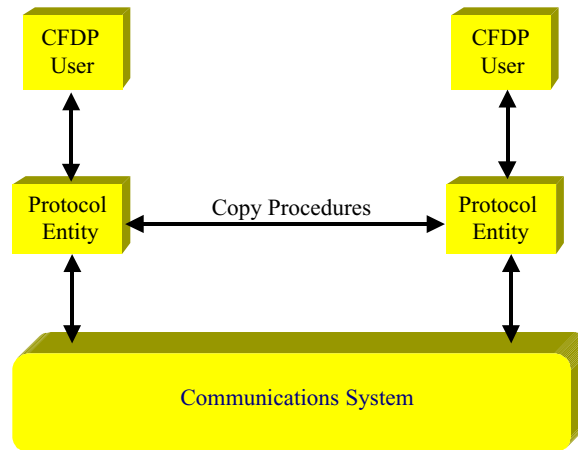 CFDP
User
CFDP
User
Protocol
Entity
Copy Procedures
Protocol
Entity
Communications System